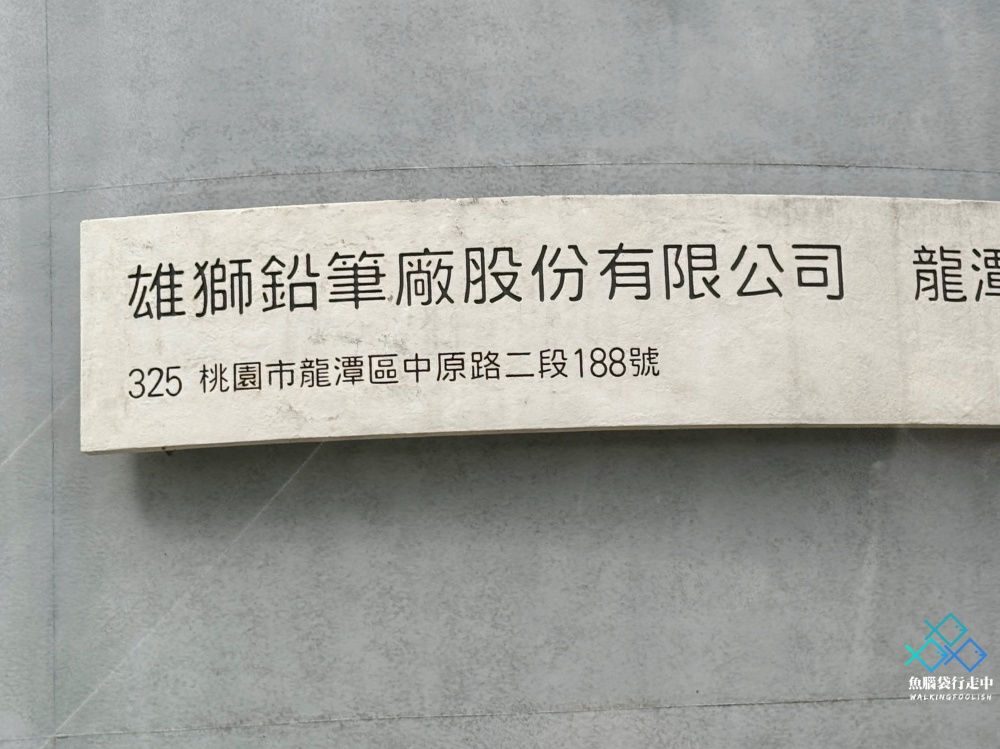 雄獅鉛筆廠股份有限公司 龍潭
325 桃園市龍潭區中原路二段188號
魚腦袋行走中
WALKINGFOOLISH